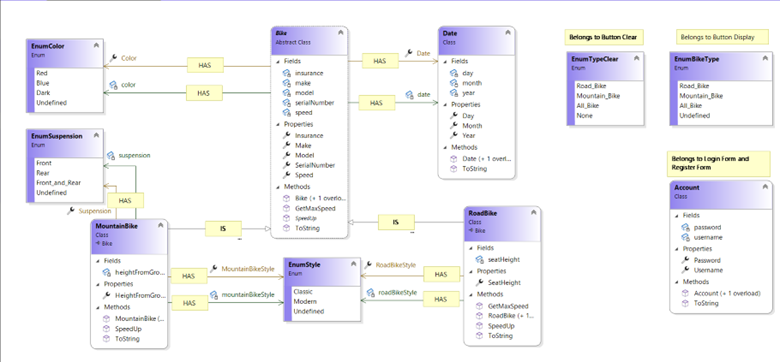 EnumColor
Enum
Red
Blue
Dark
Undefined
Color
HAS
color
HAS
Bike
Abstract Class
Fields
insurance
make
model
serialNumber
speed
Properties
Insurance
Make
Model
SerialNumber
Speed
Methods
Bike (+ 1 overlo...
GetMaxSpeed
SpeedUp
ToString
HAS
Date
HAS
date
Date
Class
Fields
day
month
year
Properties
Day
Month
Year
Methods
Date (+ 1 overl...
ToString
Belongs to Button Clear
EnumTypeClear
Enum
Road_Bike
Mountain_Bike
All_Bike
None
Belongs to Button Display
EnumBikeType
Enum
Road_Bike
Mountain_Bike
All_Bike
Undefined
EnumSuspension
Enum
Front
Rear
Front_and_Rear
Undefined
suspension
HAS
Suspension
MountainBike
Class
Bike
Fields
heightFromGro...
Properties
HeightFromGro...
Methods
MountainBike (...
SpeedUp
ToString
IS
IS
HAS
MountainBikeStyle
HAS
mountainBikeStyle
EnumStyle
Enum
Classic
Modern
Undefined
RoadBikeStyle
HAS
roadBikeStyle
HAS
RoadBike
Class
Bike
Fields
seatHeight
Properties
SeatHeight
Methods
GetMaxSpeed
RoadBike (+ 1...
SpeedUp
ToString
Belongs to Login Form and
Register Form
Account
Class
Fields
password
username
Properties
Password
Username
Methods
Account (+ 1 overload)
ToString